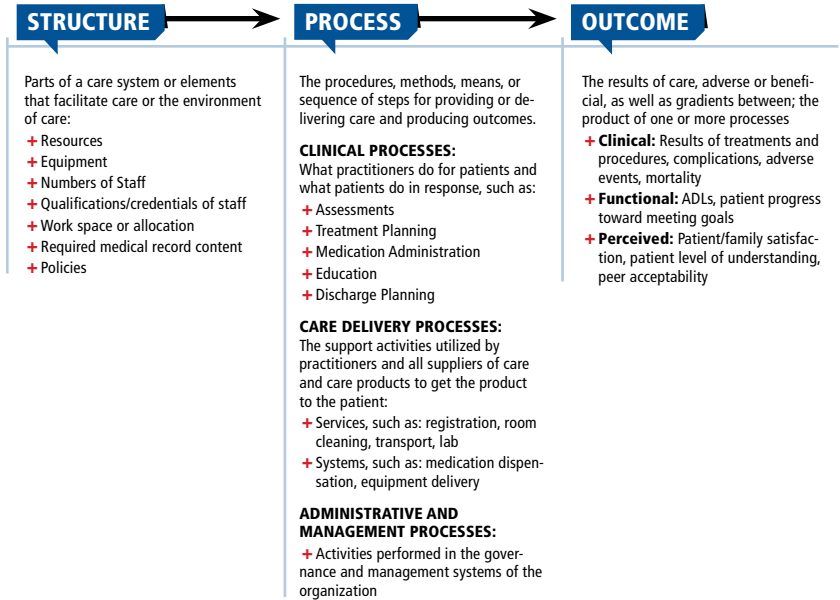 STRUCTURE
Parts of a care system or elements
that facilitate care or the environment
of care:
+ Resources
+ Equipment
+ Numbers of Staff
+ Qualifications/credentials of staff
+ Work space or allocation
+ Required medical record content
+ Policies
PROCESS
The procedures, methods, means, or
sequence of steps for providing or de-
livering care and producing outcomes.
CLINICAL PROCESSES:
What practitioners do for patients and
what patients do in response, such as:
+ Assessments
+ Treatment Planning
+ Medication Administration
+ Education
+ Discharge Planning
CARE DELIVERY PROCESSES:
The support activities utilized by
practitioners and all suppliers of care
and care products to get the product
to the patient:
+ Services, such as: registration, room
cleaning, transport, lab
+ Systems, such as: medication dispen-
sation, equipment delivery
ADMINISTRATIVE AND
MANAGEMENT PROCESSES:
+ Activities performed in the gover-
nance and management systems of the
organization
OUTCOME
The results of care, adverse or benefi-
cial, as well as gradients between; the
product of one or more processes
+ Clinical: Results of treatments and
procedures, complications, adverse
events, mortality
+ Functional: ADLs, patient progress
toward meeting goals
+ Perceived: Patient/family satisfac-
tion, patient level of understanding,
peer acceptability